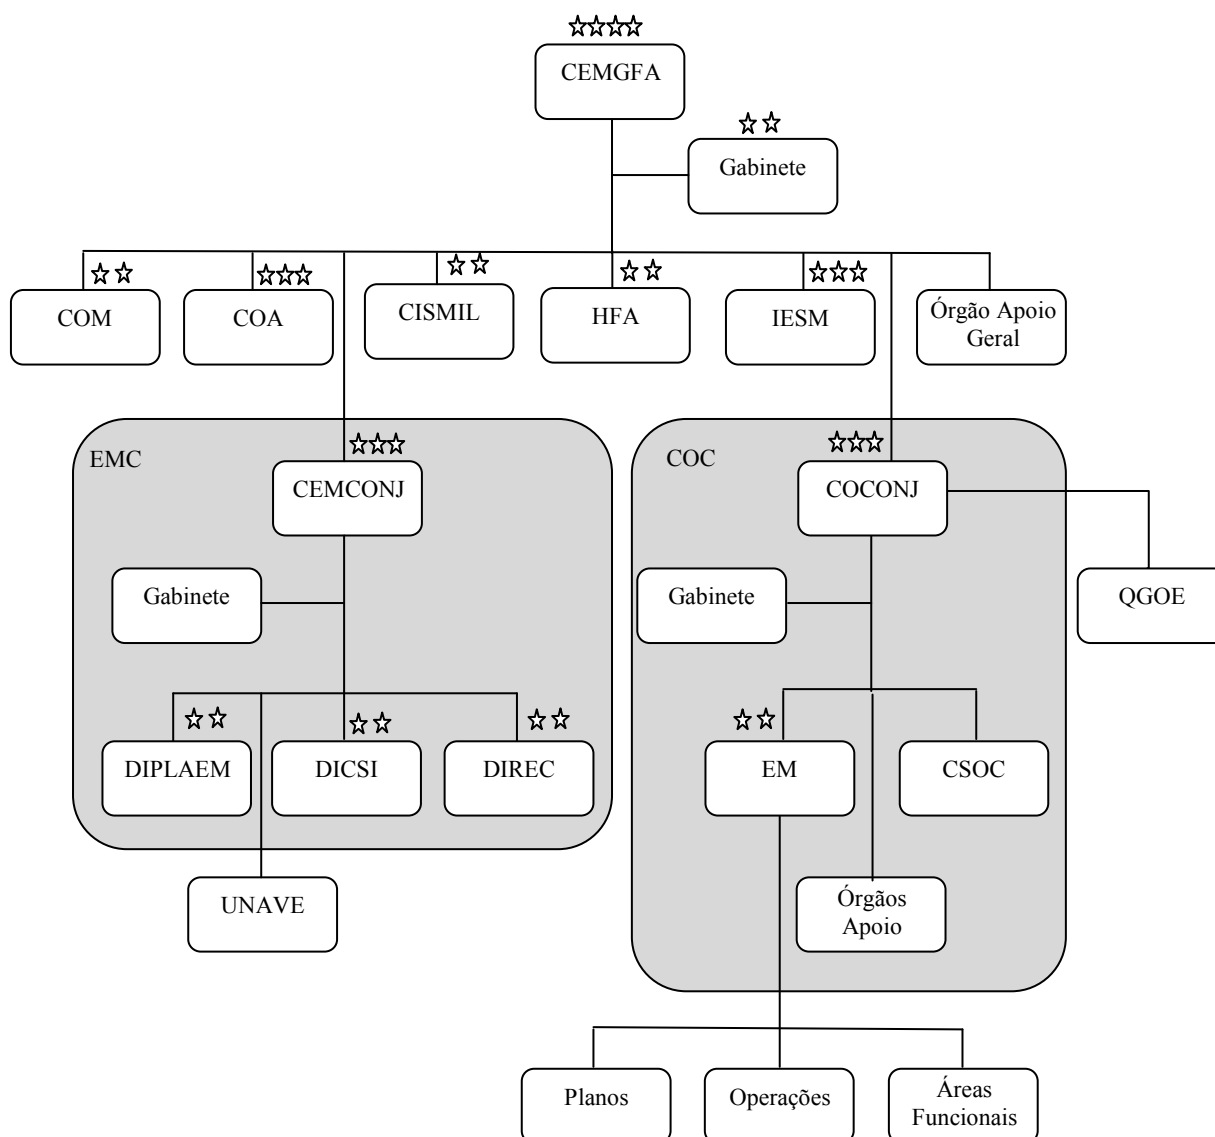 CEMGFA
Gabinete
COM
COA
CISMIL
HFA
IESM
Órgão Apoio
Geral
EMC
CEMCONJ
COC
COCONJ
Gabinete
Gabinete
QGOE
DIPLAEM
DICSI
DIREC
EM
CSOC
UNAVE
Órgãos
Apoio
Planos
Operações
Áreas
Funcionais